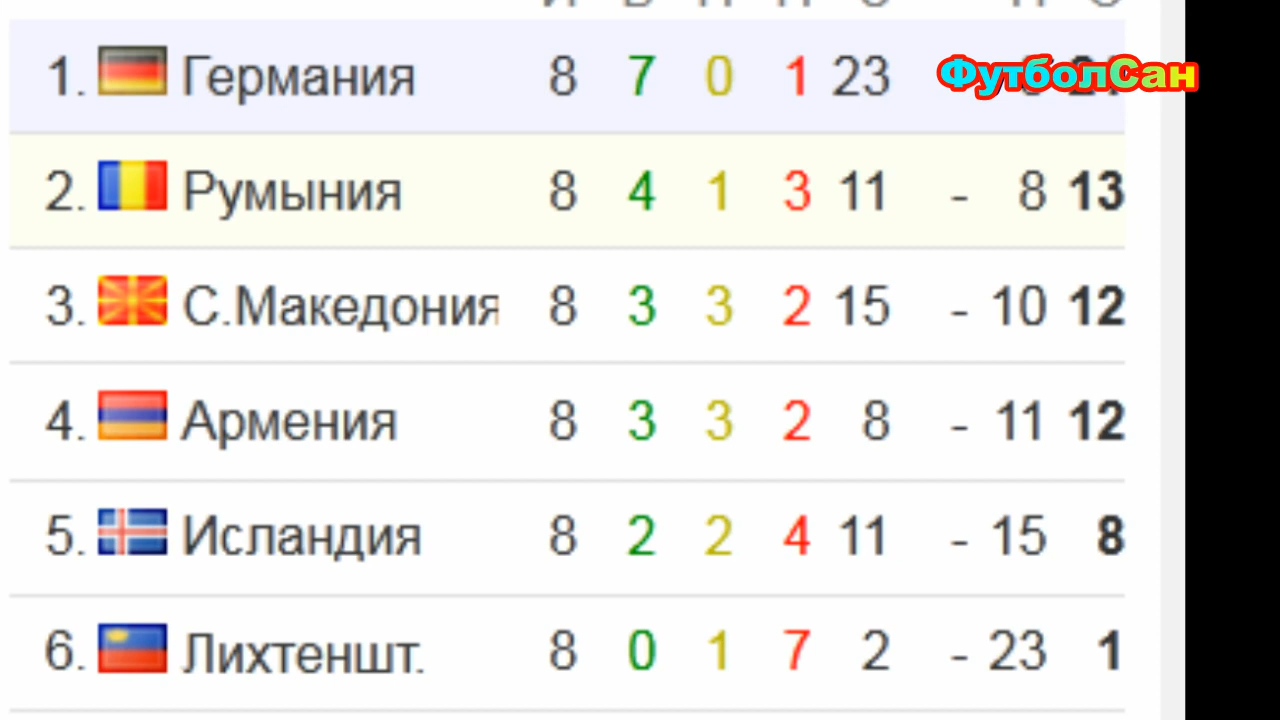 1. Германия 8 7 0 1 23
ФутболСан
2. Румыния 8 4 1 3 11 - 8 13
3. С.Македония 8 3 3 2 15 - 10 12
4. Армения 8 3 3 2 8 - 11 12
5. Исландия 8 2 2 4 11 - 15 8
6. Лихтеншт. 8 0 1 7 2 - 23 1